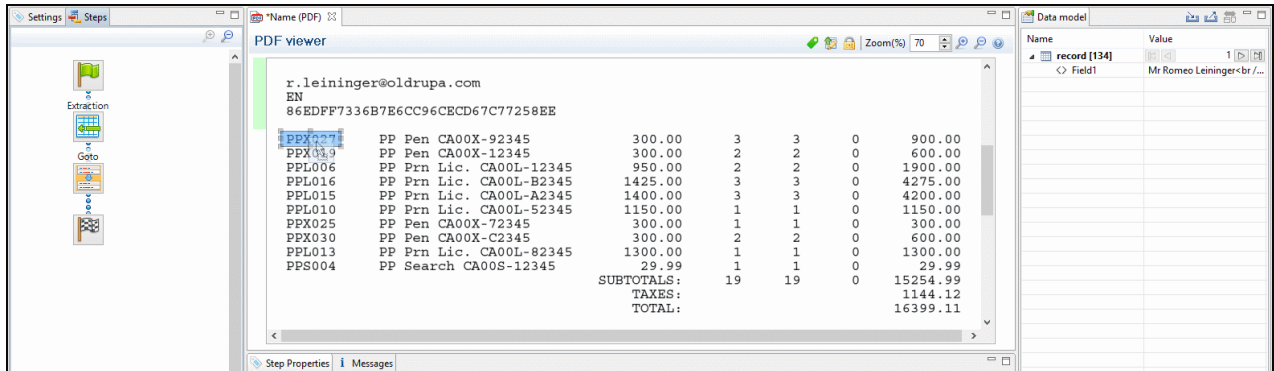 Settings Steps
Extraction
Goto
*Name (PDF)
PDF viewer
Zoom(%) 70
r.leininger@oldrupa.com
EN
86EDFF7336B7E6CC96CECD67C77258EE
PPX027 PP Pen CA00X-92345 300.00 3 3 0 900.00
PPX019 PP Pen CA00X-12345 300.00 2 2 0 600.00
PPL006 PP Prn Lic. CA00L-12345 950.00 2 2 0 1900.00
PPL016 PP Prn Lic. CA00L-B2345 1425.00 3 3 0 4275.00
PPL015 PP Prn Lic. CA00L-A2345 1400.00 3 3 0 4200.00
PPL010 PP Prn Lic. CA00L-52345 1150.00 1 1 0 1150.00
PPX025 PP Pen CA00X-72345 300.00 1 1 0 300.00
PPX030 PP Pen CA00X-C2345 300.00 2 2 0 600.00
PPL013 PP Prn Lic. CA00L-82345 1300.00 1 1 0 1300.00
PPS004 PP Search CA00S-12345 29.99 1 1 0 29.99
SUBTOTALS: 19 19 0 15254.99
TAXES: 1144.12
TOTAL: 16399.11
Step Properties Messages
Data model
Name Value
record [134] 1
Field1 Mr Romeo Leininger<br /...